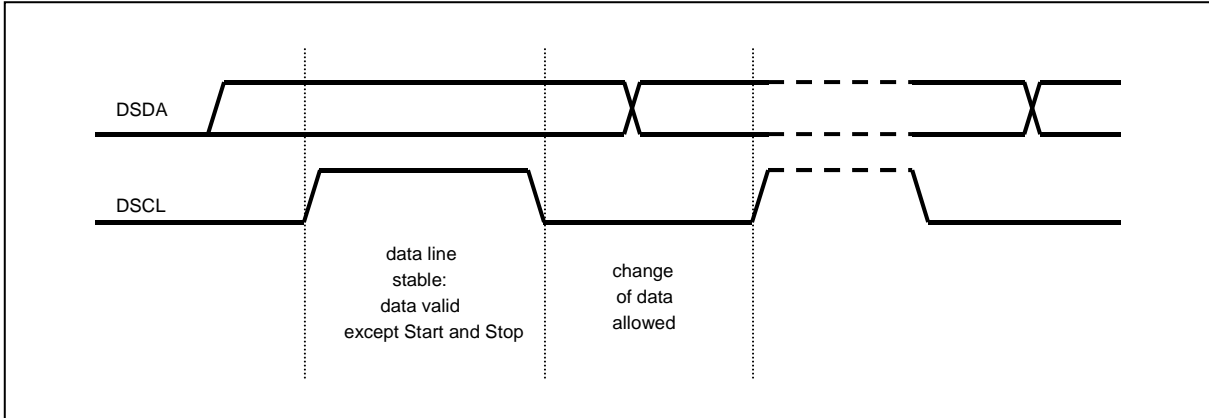 DSDA
DSCL
data line
stable:
data valid
except Start and Stop
change
of data
allowed